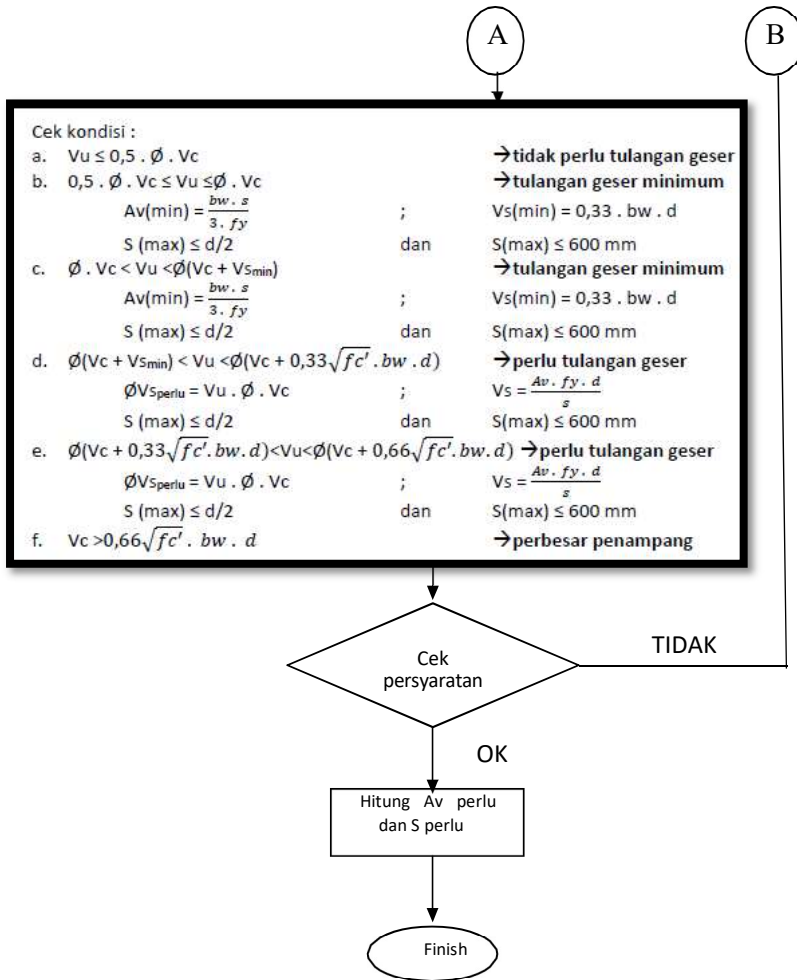 A
B
Cek kondisi :
a. Vu ≤ 0,5 . Ø . Vc →tidak perlu tulangan geser
b. 0,5 . Ø . Vc ≤ Vu ≤Ø . Vc →tulangan geser minimum
Av(min) = \frac{bw . s}{3 . fy} ; Vs(min) = 0,33 . bw . d
S (max) ≤ d/2 dan S(max) ≤ 600 mm
c. Ø . Vc < Vu <Ø(Vc + Vsmin) →tulangan geser minimum
Av(min) = \frac{bw . s}{3 . fy} ; Vs(min) = 0,33 . bw . d
S (max) ≤ d/2 dan S(max) ≤ 600 mm
d. Ø(Vc + Vsmin) < Vu <Ø(Vc + 0,33√fc′ . bw . d) →perlu tulangan geser
ØVsperlu = Vu . Ø . Vc ; Vs = \frac{Av . fy . d}{s}
S (max) ≤ d/2 dan S(max) ≤ 600 mm
e. Ø(Vc + 0,33√fc′. bw. d)<Vu<Ø(Vc + 0,66√fc′. bw. d) →perlu tulangan geser
ØVsperlu = Vu . Ø . Vc ; Vs = \frac{Av . fy . d}{s}
S (max) ≤ d/2 dan S(max) ≤ 600 mm
f. Vc >0,66√fc′ . bw . d →perbesar penampang
Cek
persyaratan
TIDAK
OK
Hitung Av perlu
dan S perlu
Finish